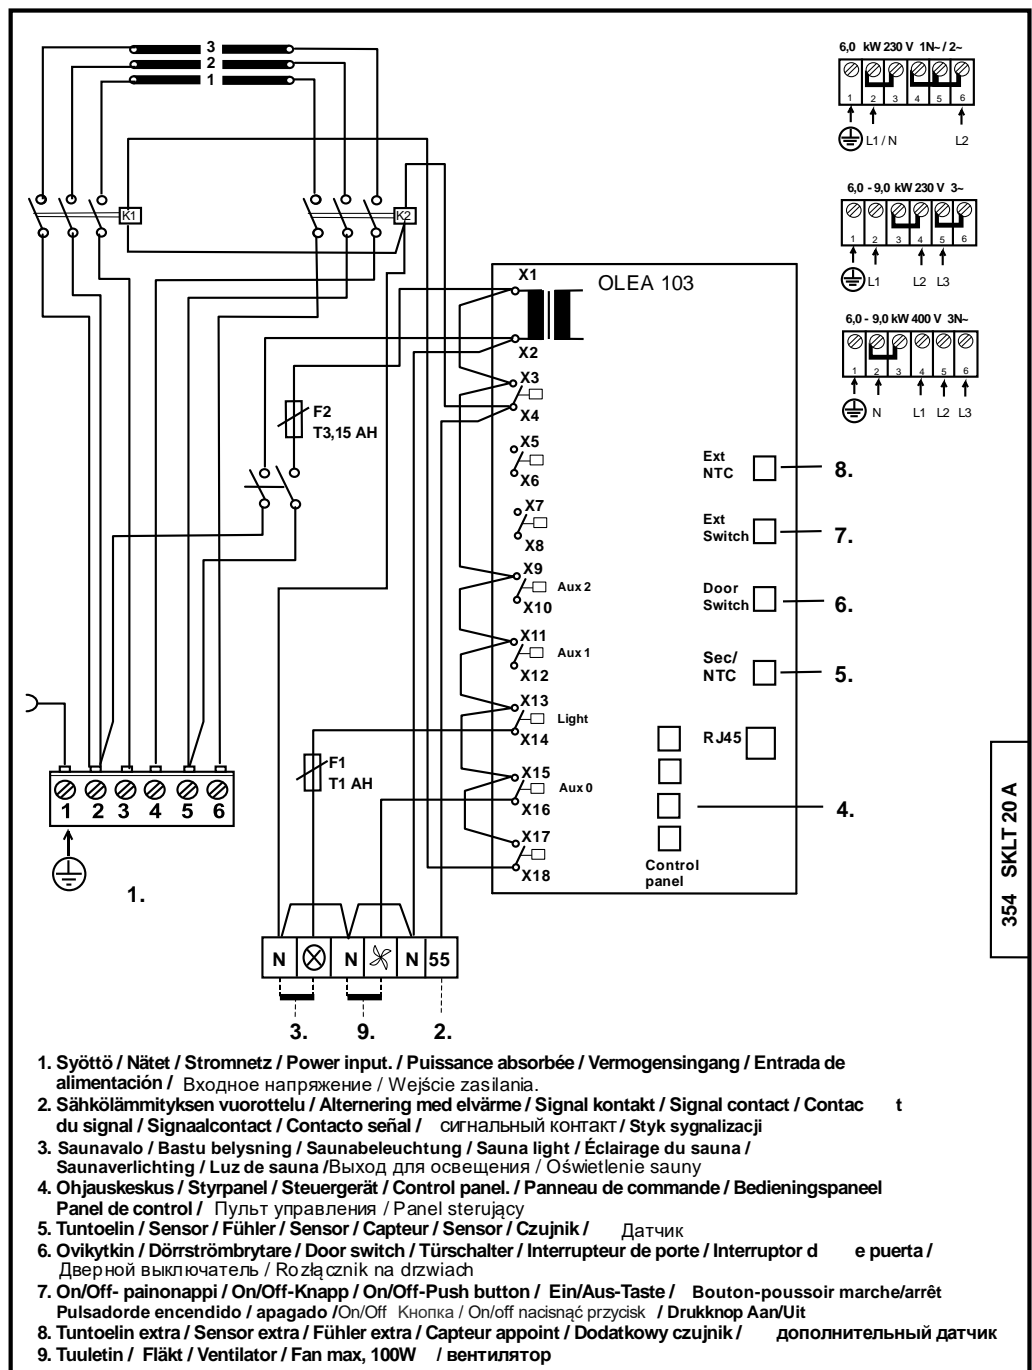 3
2
1
K1
K2
6,0 kW 230 V 1N~ / 2~
1 2 3 4 5 6
L1 / N L2
6,0 - 9,0 kW 230 V 3~
1 2 3 4 5 6
L1 L2 L3
6,0 - 9,0 kW 400 V 3N~
1 2 3 4 5 6
N L1 L2 L3
OLEA 103
X1
X2
X3
X4
X5
X6
X7
X8
X9
Aux 2
X10
X11
Aux 1
X12
X13
Light
X14
X15
Aux 0
X16
X17
X18
F2
T3,15 AH
F1
T1 AH
Ext
NTC
8.
Ext
Switch
7.
Door
Switch
6.
Sec/
NTC
5.
RJ45
4.
Control
panel
354 SKLT 20 A
1 2 3 4 5 6
1.
N N N 55
3. 9. 2.
1. Syöttö / Nätet / Stromnetz / Power input. / Puissance absorbée / Vermogensingang / Entrada de
alimentación / Входное напряжение / Wejście zasilania.
2. Sähkölämmityksen vuorottelu / Alternering med elvärme / Signal kontakt / Signal contact / Contac t
du signal / Signaalcontact / Contacto señal / сигнальный контакт / Styk sygnalizacji
3. Saunavalo / Bastu belysning / Saunabeleuchtung / Sauna light / Éclairage du sauna /
Saunaverlichting / Luz de sauna /Выход для освещения / Oświetlenie sauny
4. Ohjauskeskus / Styrpanel / Steuergerät / Control panel. / Panneau de commande / Bedieningspaneel
Panel de control / Пульт управления / Panel sterujący
5. Tuntoelin / Sensor / Fühler / Sensor / Capteur / Sensor / Czujnik / Датчик
6. Ovikytkin / Dörrströmbrytare / Door switch / Türschalter / Interrupteur de porte / Interruptor d e puerta /
Дверной выключатель / Rozłącznik na drzwiach
7. On/Off- painonappi / On/Off-Knapp / On/Off-Push button / Ein/Aus-Taste / Bouton-poussoir marche/arrêt
Pulsadorde encendido / apagado /On/Off Кнопка / On/off nacisnąć przycisk / Drukknop Aan/Uit
8. Tuntoelin extra / Sensor extra / Fühler extra / Capteur appoint / Dodatkowy czujnik / дополнительный датчик
9. Tuuletin / Fläkt / Ventilator / Fan max, 100W / вентилятор